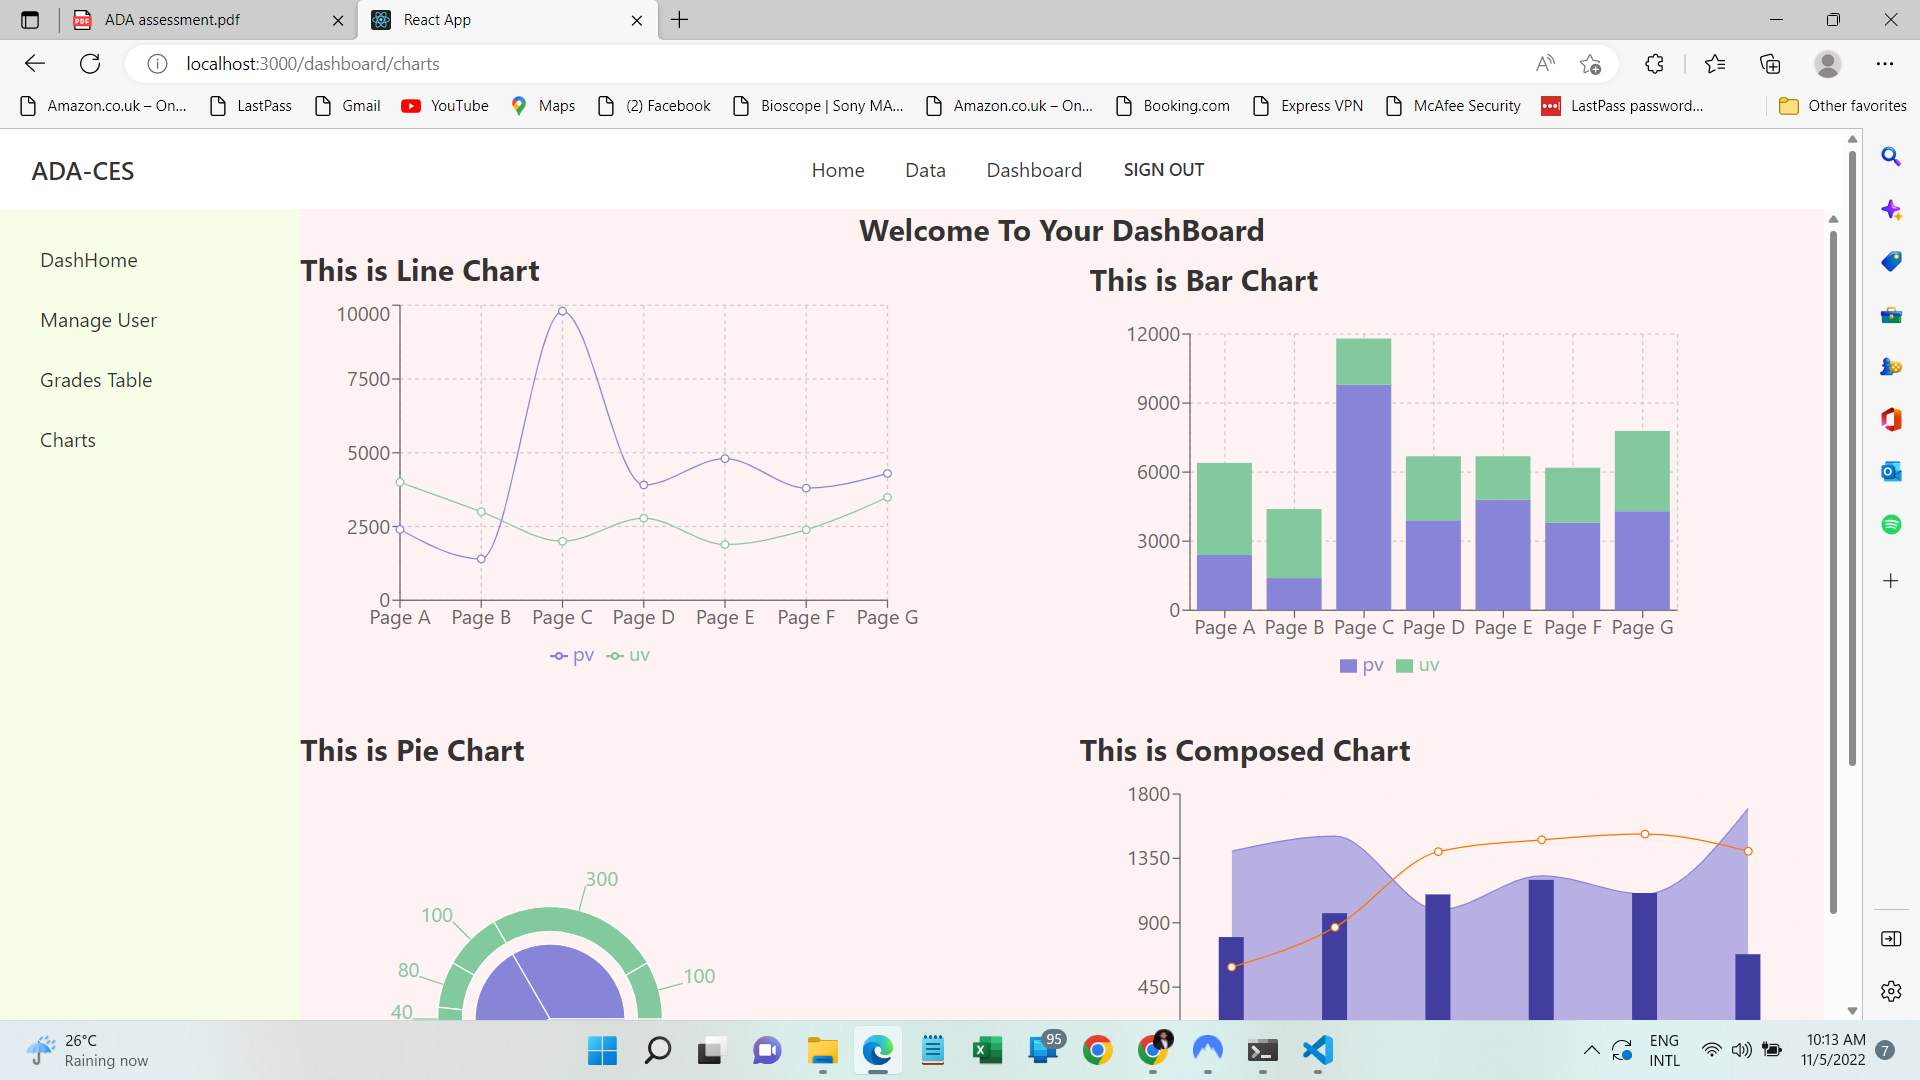 ADA assessment.pdf
React App
localhost:3000/dashboard/charts
Amazon.co.uk – On...
LastPass
Gmail
YouTube
Maps
(2) Facebook
Bioscope | Sony MA...
Amazon.co.uk – On...
Booking.com
Express VPN
McAfee Security
LastPass password...
Other favorites
ADA-CES
Home
Data
Dashboard
SIGN OUT
DashHome
Manage User
Grades Table
Charts
Welcome To Your DashBoard
This is Line Chart
10000
7500
5000
2500
0
Page A Page B Page C Page D Page E Page F Page G
pv uv
This is Bar Chart
12000
9000
6000
3000
0
Page A Page B Page C Page D Page E Page F Page G
pv uv
This is Pie Chart
300
100
80
100
40
This is Composed Chart
1800
1350
900
450
26°C
Raining now
95
ENG
INTL
10:13 AM
11/5/2022
7